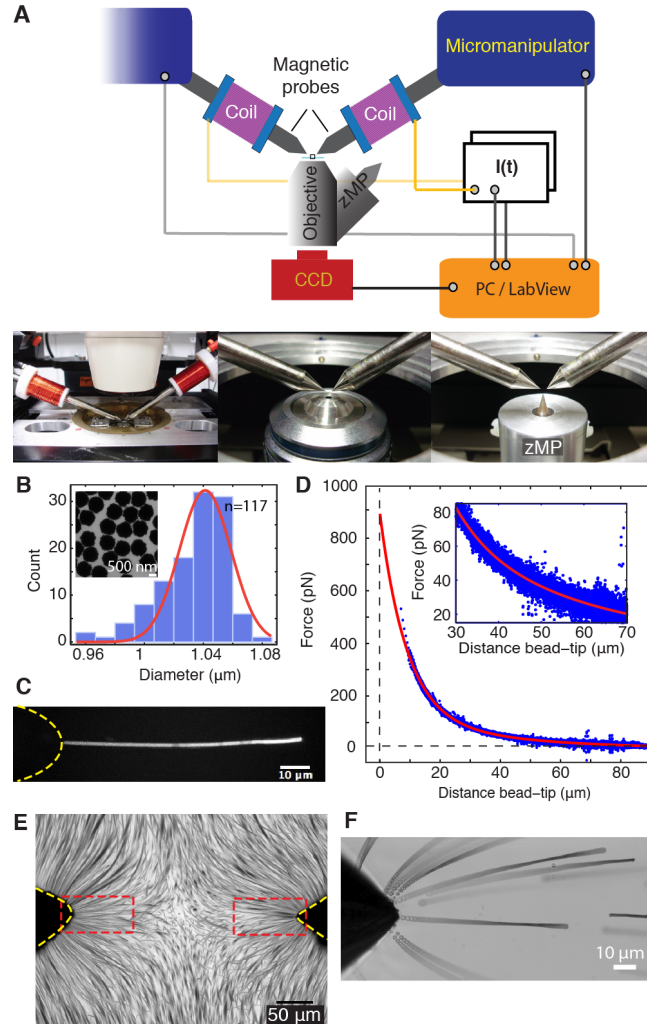 A
Micromanipulator
Magnetic
probes
Coil
Coil
I(t)
Objective
zMP
CCD
PC / LabView
zMP
B
30
20
10
0
Count
n=117
500 nm
0.96
1
1.04
1.08
Diameter (µm)
C
10 µm
D
1000
800
600
400
200
0
Force (pN)
0
20
40
60
80
Distance bead–tip (µm)
80
60
40
20
Force (pN)
30
40
50
60
70
Distance bead–tip (µm)
E
50 µm
F
10 µm